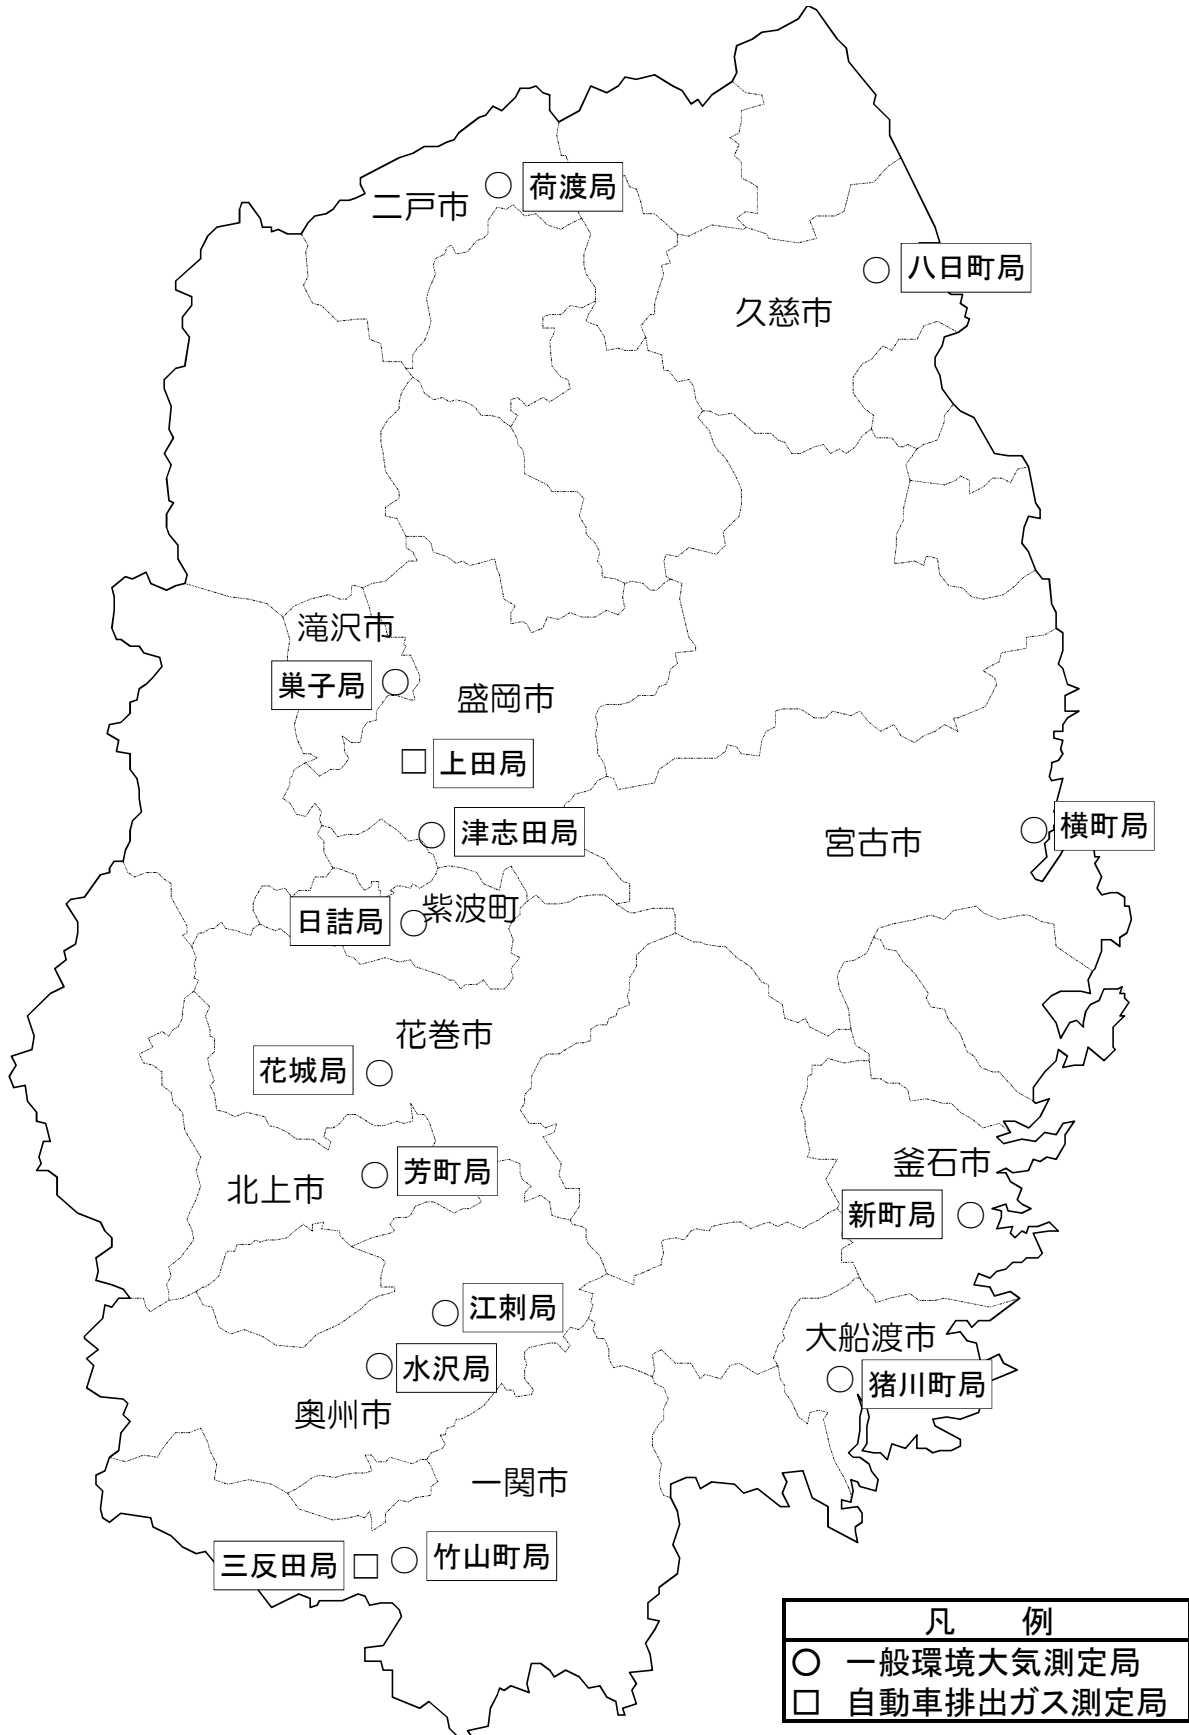 荷渡局
二戸市
八日町局
久慈市
滝沢市
巣子局
盛岡市
上田局
津志田局
宮古市
横町局
紫波町
日詰局
花巻市
花城局
釜石市
芳町局
北上市
新町局
江刺局
大船渡市
水沢局
猪川町局
奥州市
一関市
竹山町局
三反田局
凡 例
○ 一般環境大気測定局
□ 自動車排出ガス測定局